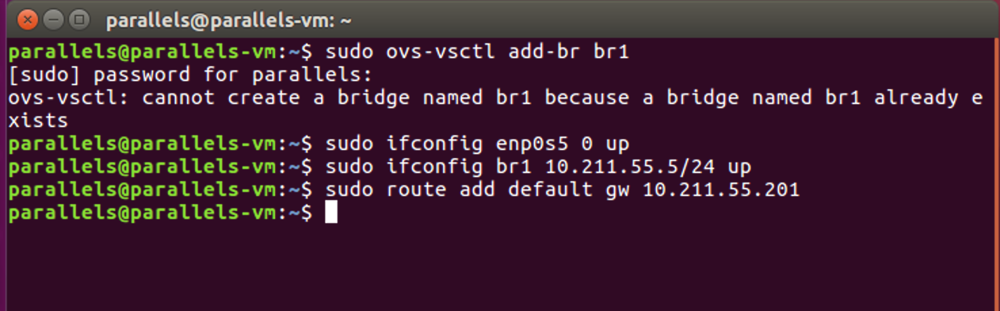 parallels@parallels-vm: ~
parallels@parallels-vm:~$ sudo ovs-vsctl add-br br1
[sudo] password for parallels:
ovs-vsctl: cannot create a bridge named br1 because a bridge named br1 already e
xists
parallels@parallels-vm:~$ sudo ifconfig enp0s5 0 up
parallels@parallels-vm:~$ sudo ifconfig br1 10.211.55.5/24 up
parallels@parallels-vm:~$ sudo route add default gw 10.211.55.201
parallels@parallels-vm:~$